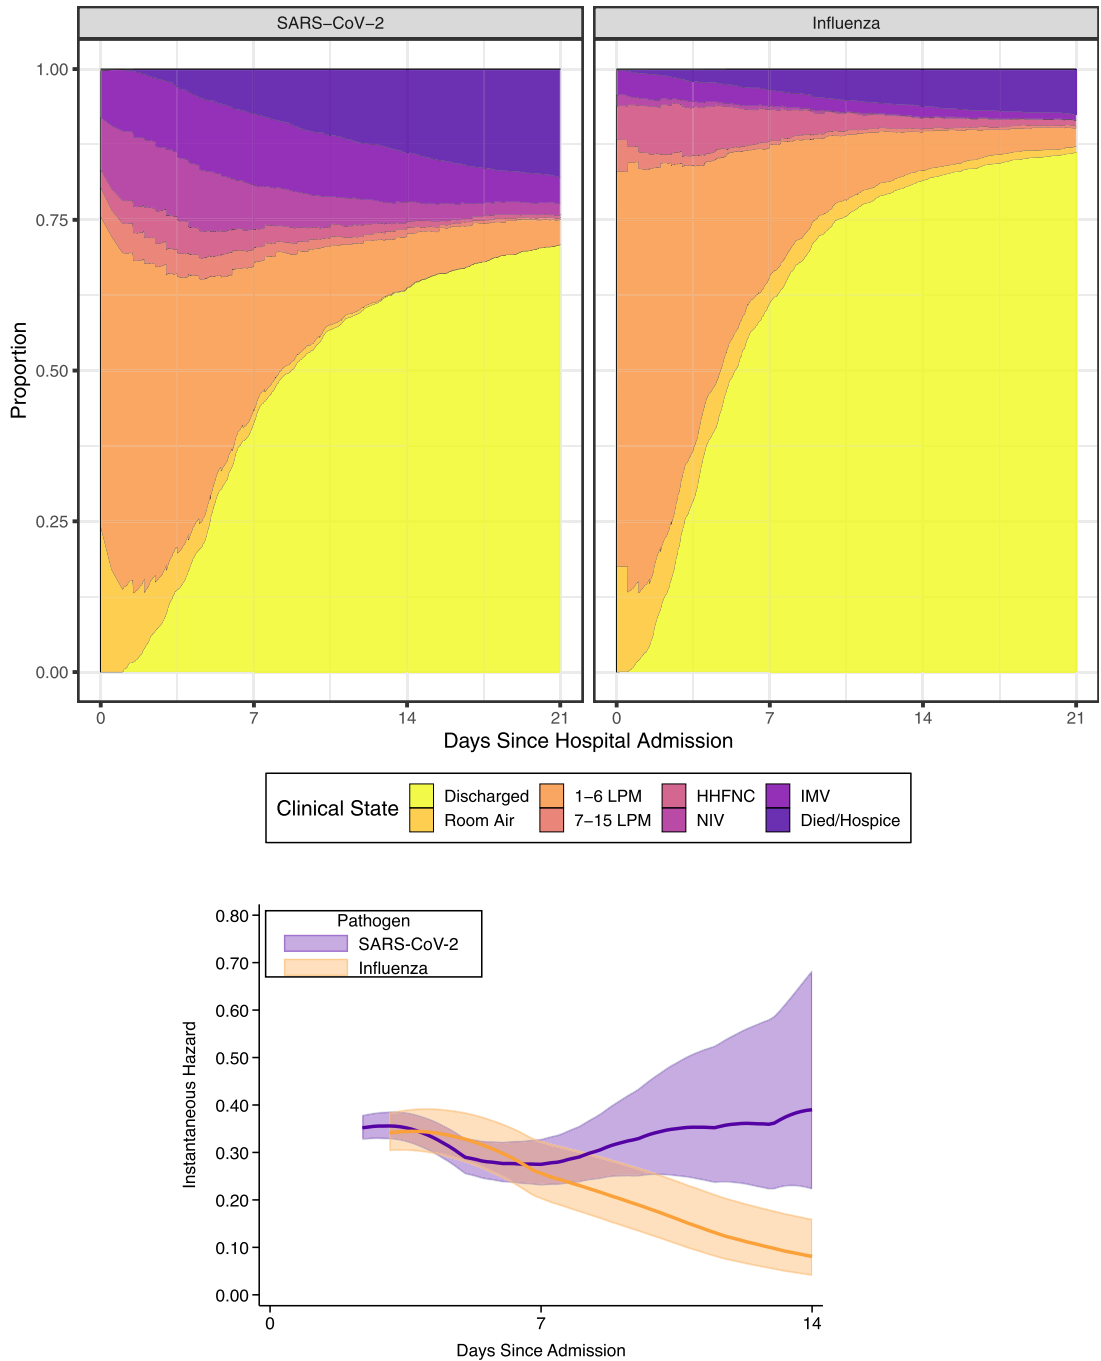 SARS−CoV−2
Influenza
1.00
0.75
0.50
0.25
0.00
Proportion
0 7 14 21
0 7 14 21
Days Since Hospital Admission
Clinical State
Discharged 1−6 LPM HHFNC IMV
Room Air 7−15 LPM NIV Died/Hospice
Pathogen
SARS-CoV-2
Influenza
0.80
0.70
0.60
0.50
0.40
0.30
0.20
0.10
0.00
Instantaneous Hazard
0 7 14
Days Since Admission